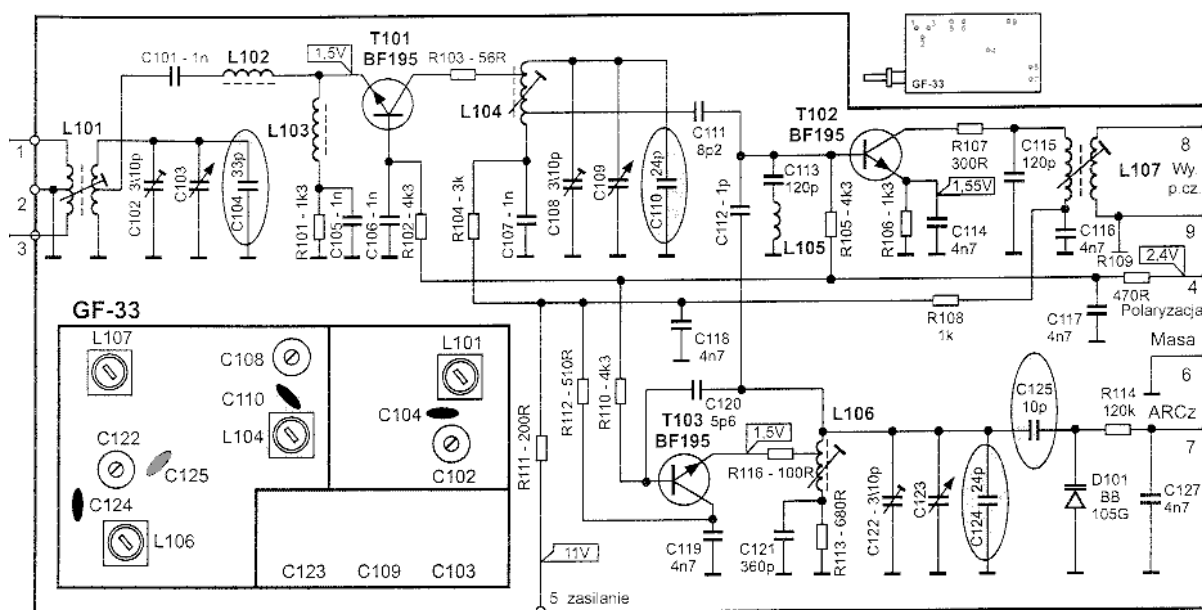 T101
BF195
C101 - 1n
L102
1,5V
R103 - 56R
GF-33
L101
L103
L104
C111
8p2
T102
BF195
R107
300R
C115
120p
L107
1
2
3
8
Wy.
p.cz.
9
C102 - 3\10p
C103
C104 - 33p
R101 - 1k3
C105 - 1n
C106 - 1n
R102 - 4k3
R104 - 3k
C107 - 1n
C108 - 3\10p
C109
C110 - 24p
C112 - 1p
C113
120p
L105
R105 - 4k3
R106 - 1k3
1,55V
C114
4n7
C116
4n7
R109
2,4V
470R
4
Polaryzacja
R108
1k
C117
4n7
C118
4n7
Masa
6
GF-33
L107
C108
L101
C110
C104
L104
C122
C125
C102
C124
L106
C123 C109 C103
R111 - 200R
R112 - 510R
R110 - 4k3
C120
5p6
T103
BF195
1,5V
R116 - 100R
L106
C125
10p
R114
120k
ARCz
7
C119
4n7
C121
360p
R113 - 680R
C122 - 3\10p
C123
C124 - 24p
D101
BB
105G
C127
4n7
11V
5 zasilanie